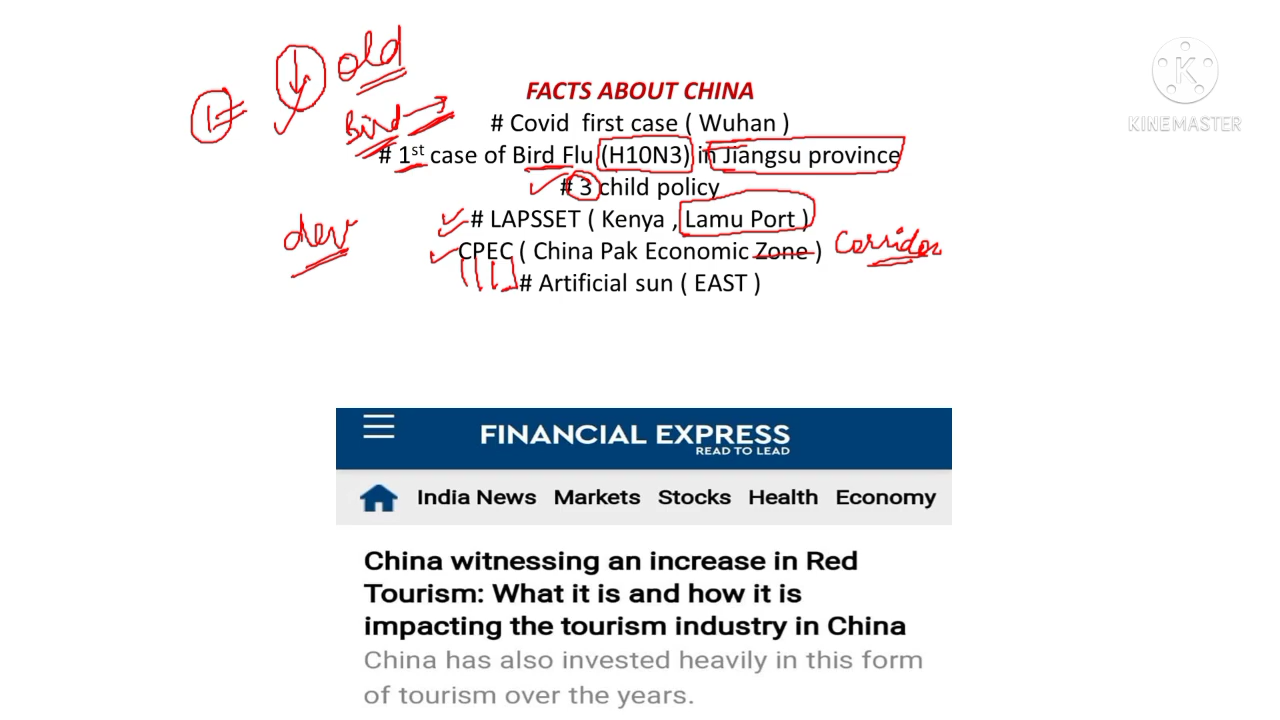 old
Bird
FACTS ABOUT CHINA
# Covid first case ( Wuhan )
# 1st case of Bird Flu (H10N3) in Jiangsu province
# 3 child policy
# LAPSSET ( Kenya , Lamu Port )
dev
CPEC ( China Pak Economic Zone ) Corridor
# Artificial sun ( EAST )
KINEMASTER
FINANCIAL EXPRESS
READ TO LEAD
India News Markets Stocks Health Economy
China witnessing an increase in Red
Tourism: What it is and how it is
impacting the tourism industry in China
China has also invested heavily in this form
of tourism over the years.